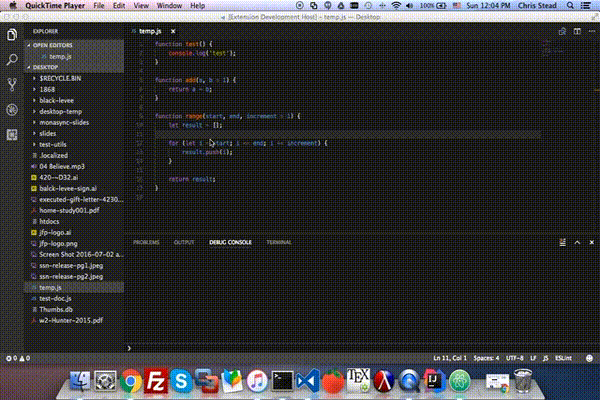 QuickTime Player File Edit View Window Help 100% Sun 12:04 PM Chris Stead
[Extension Development Host] - temp.js - Desktop
EXPLORER
OPEN EDITORS
temp.js
DESKTOP
$RECYCLE.BIN
1868
black-levee
desktop-temp
monasync-slides
slides
test-utils
.localized
04 Believe.mp3
420--D32.ai
balck-levee-sign.ai
executed-gift-letter-4230...
home-study001.pdf
htdocs
jfp-logo.ai
jfp-logo.png
Screen Shot 2016-07-02 a...
ssn-release-pg1.jpeg
ssn-release-pg2.jpeg
temp.js
test-doc.js
Thumbs.db
w2-Hunter-2015.pdf
temp.js
function test() {
console.log('test');
}
function add(a, b = 1) {
return a + b;
}
function range(start, end, increment = 1) {
let result = [];
for (let i = start; i <= end; i += increment) {
result.push(i);
}
return result;
}
PROBLEMS OUTPUT DEBUG CONSOLE TERMINAL
0 0 Ln 11, Col 1 Spaces: 4 UTF-8 LF JS ESLint